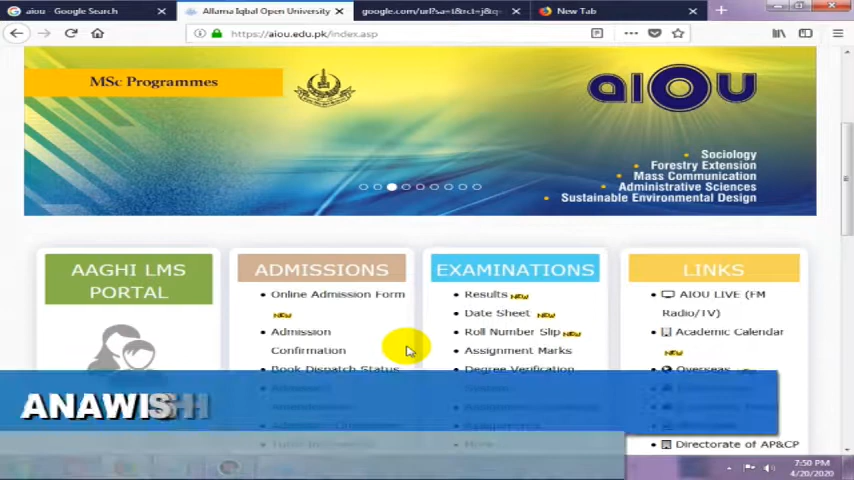 aiou - Google Search
Allama Iqbal Open University
google.com/url?sa=t&rct=j&q=
New Tab
https://aiou.edu.pk/index.asp
MSc Programmes
aiou
Sociology
Forestry Extension
Mass Communication
Administrative Sciences
Sustainable Environmental Design
AAGHI LMS
PORTAL
ADMISSIONS
Online Admission Form
NEW
Admission
Confirmation
Book Dispatch Status
EXAMINATIONS
Results NEW
Date Sheet NEW
Roll Number Slip NEW
Assignment Marks
Degree Verification
LINKS
AIOU LIVE (FM
Radio/TV)
Academic Calendar
NEW
Overseas
Directorate of AP&CP
ANAWISH
7:50 PM
4/20/2020